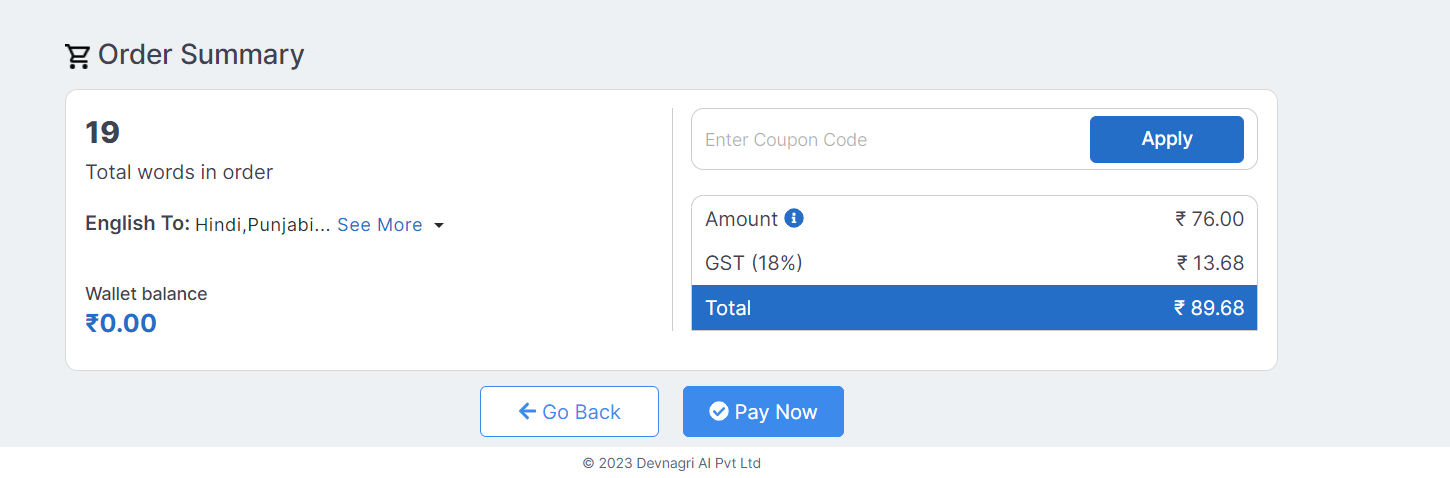 Order Summary
19
Total words in order
English To: Hindi,Punjabi... See More
Wallet balance
₹0.00
Enter Coupon Code
Apply
Amount ₹ 76.00
GST (18%) ₹ 13.68
Total ₹ 89.68
Go Back
Pay Now
© 2023 Devnagri AI Pvt Ltd